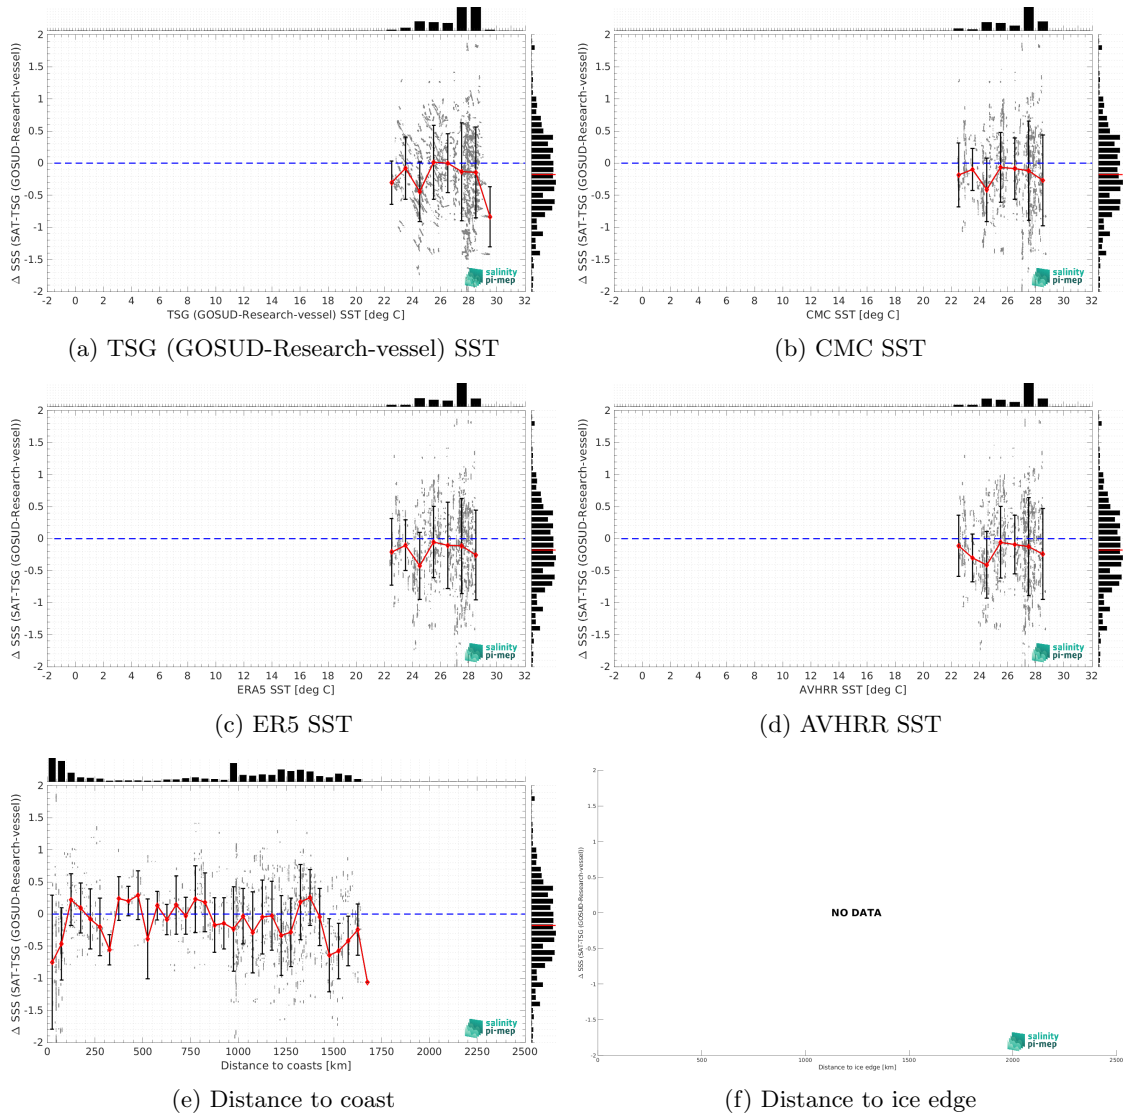 2
1.5
1
0.5
0
-0.5
-1
-1.5
-2
Δ SSS (SAT-TSG (GOSUD-Research-vessel))
-2 0 2 4 6 8 10 12 14 16 18 20 22 24 26 28 30 32
TSG (GOSUD-Research-vessel) SST [deg C]
salinity
pi-mep
(a) TSG (GOSUD-Research-vessel) SST
2
1.5
1
0.5
0
-0.5
-1
-1.5
-2
Δ SSS (SAT-TSG (GOSUD-Research-vessel))
-2 0 2 4 6 8 10 12 14 16 18 20 22 24 26 28 30 32
CMC SST [deg C]
salinity
pi-mep
(b) CMC SST
2
1.5
1
0.5
0
-0.5
-1
-1.5
-2
Δ SSS (SAT-TSG (GOSUD-Research-vessel))
-2 0 2 4 6 8 10 12 14 16 18 20 22 24 26 28 30 32
ERA5 SST [deg C]
salinity
pi-mep
(c) ER5 SST
2
1.5
1
0.5
0
-0.5
-1
-1.5
-2
Δ SSS (SAT-TSG (GOSUD-Research-vessel))
-2 0 2 4 6 8 10 12 14 16 18 20 22 24 26 28 30 32
AVHRR SST [deg C]
salinity
pi-mep
(d) AVHRR SST
2
1.5
1
0.5
0
-0.5
-1
-1.5
-2
Δ SSS (SAT-TSG (GOSUD-Research-vessel))
0 250 500 750 1000 1250 1500 1750 2000 2250 2500
Distance to coasts [km]
salinity
pi-mep
(e) Distance to coast
2
1.5
1
0.5
0
-0.5
-1
-1.5
-2
Δ SSS (SAT-TSG (GOSUD-Research-vessel))
NO DATA
0 500 1000 1500 2000 2500
Distance to ice edge [km]
salinity
pi-mep
(f) Distance to ice edge